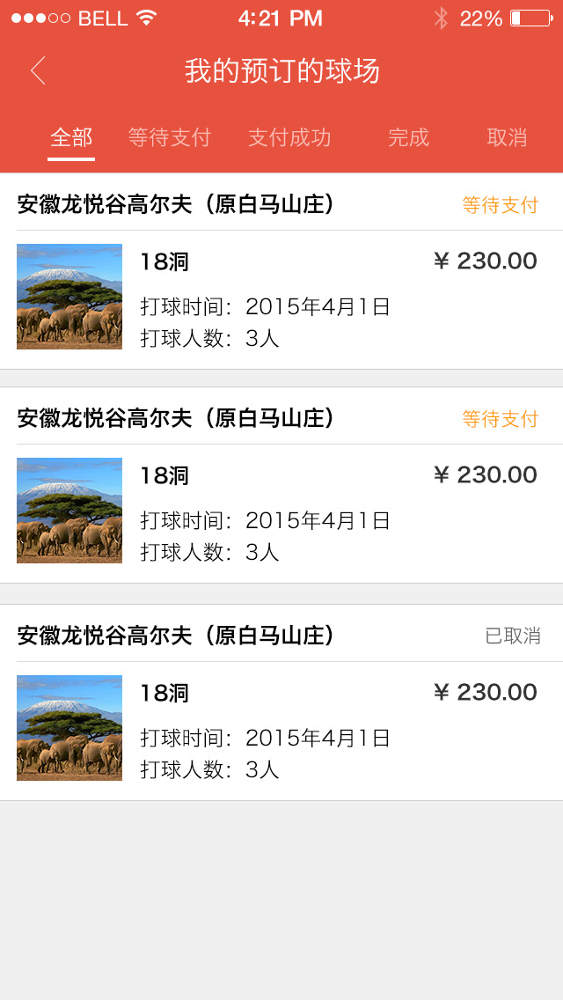 BELL 4:21 PM 22%
我的预订的球场
全部 等待支付 支付成功 完成 取消
安徽龙悦谷高尔夫（原白马山庄） 等待支付
18洞 ¥ 230.00
打球时间：2015年4月1日
打球人数：3人
安徽龙悦谷高尔夫（原白马山庄） 等待支付
18洞 ¥ 230.00
打球时间：2015年4月1日
打球人数：3人
安徽龙悦谷高尔夫（原白马山庄） 已取消
18洞 ¥ 230.00
打球时间：2015年4月1日
打球人数：3人